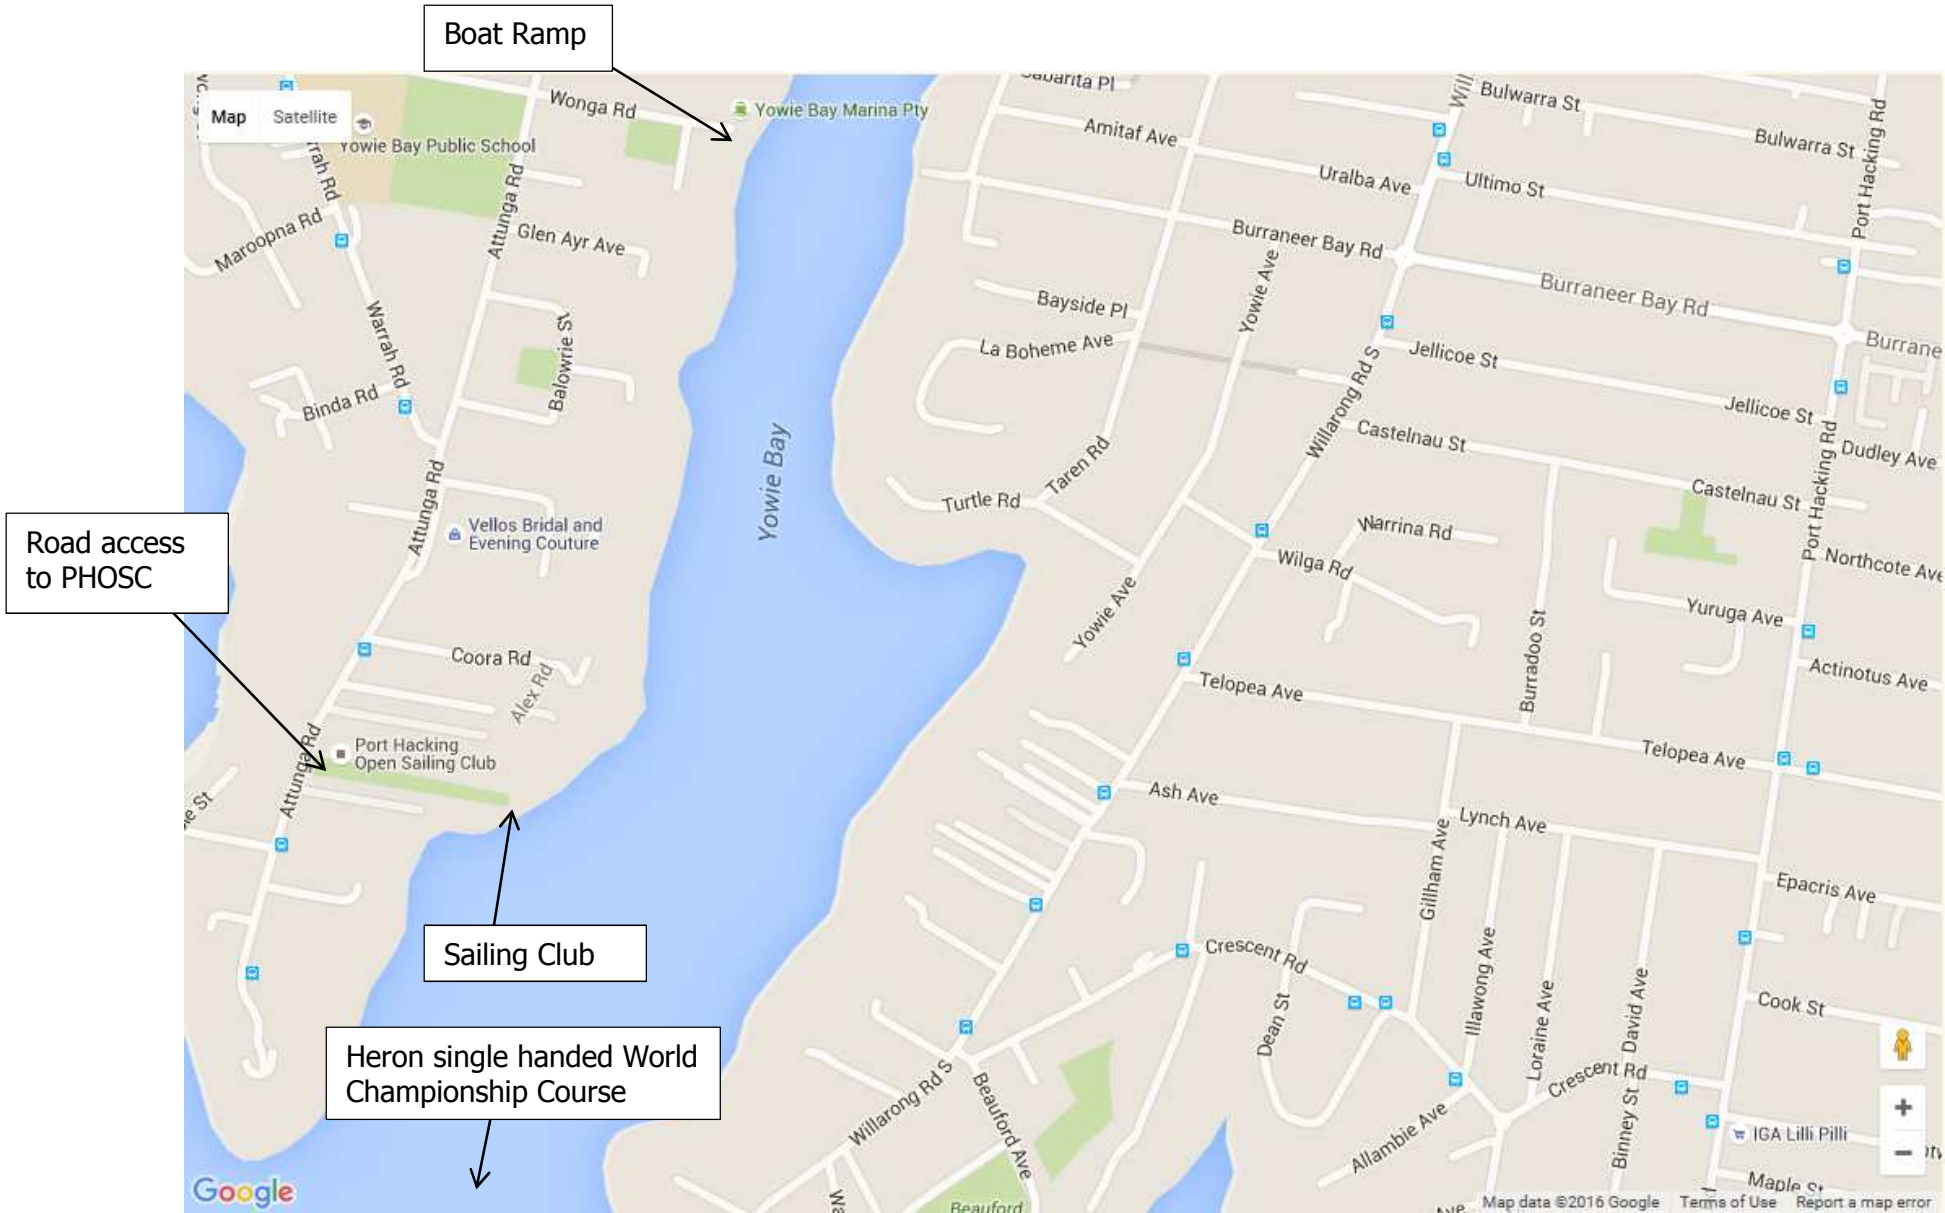 Boat Ramp
Map
Satellite
Yowie Bay Public School
Wonga Rd
Yowie Bay Marina Pty
Amitaf Ave
Bulwarra St
Bulwarra St
Uralba Ave
Ultimo St
Port Hacking Rd
Maroopna Rd
Attunga Rd
Glen Ayr Ave
Burraneer Bay Rd
Burraneer Bay Rd
Yowie Ave
Bayside Pl
La Boheme Ave
Warrah Rd
Balowrie St
Binda Rd
Jellicoe St
Jellicoe St
Willarong Rd S
Castelnau St
Castelnau St
Dudley Ave
Port Hacking Rd
Yowie Bay
Taren Rd
Turtle Rd
Attunga Rd
Vellos Bridal and
Evening Couture
Narrina Rd
Wilga Rd
Northcote Ave
Road access
to PHOSC
Yowie Ave
Yuruga Ave
Burradoo St
Coora Rd
Alex Rd
Telopea Ave
Telopea Ave
Actinotus Ave
Port Hacking
Open Sailing Club
Attunga Rd
Ash Ave
Lynch Ave
Gillham Ave
Epacris Ave
Sailing Club
Crescent Rd
Dean St
Illawong Ave
Loraine Ave
David Ave
Cook St
Heron single handed World
Championship Course
Willarong Rd S
Beauford Ave
Crescent Rd
Allambie Ave
Binney St
IGA Lilli Pilli
Maple St
Beauford
Google
Map data ©2016 Google
Terms of Use
Report a map error